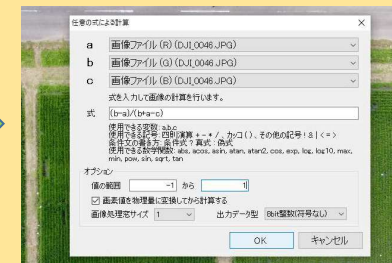 任意の式による計算
a 画像ファイル (R) (DJI_0046.JPG)
b 画像ファイル (G) (DJI_0046.JPG)
c 画像ファイル (B) (DJI_0046.JPG)
式を入力して画像の計算を行います。
式 (b-a)/(b+a-c)
使用できる変数: a,b,c
使用できる記号: 四則演算 + - * / 、カッコ ( ) 、その他の記号 ! & | < = >
条件文の書き方: 条件式 ? 真式 : 偽式
使用できる数学関数: abs, acos, asin, atan, atan2, cos, exp, log, log10, max, min, pow, sin, sqrt, tan
オプション
値の範囲 -1 から 1
画素値を物理量に変換してから計算する
画像処理窓サイズ 1 出力データ型 8bit整数(符号なし)
OK キャンセル